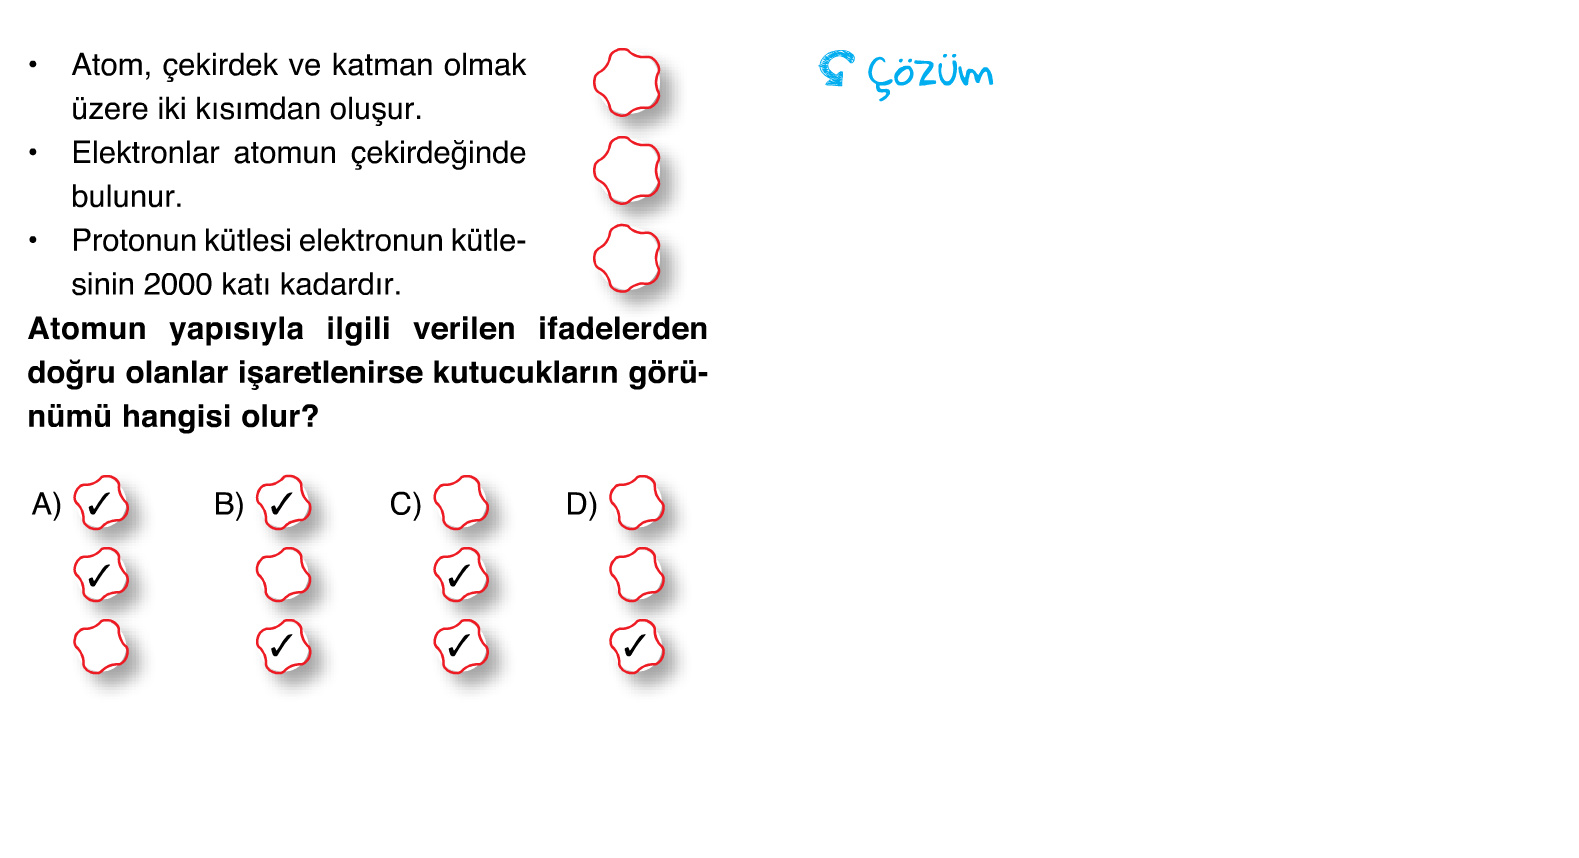 • Atom, çekirdek ve katman olmak
üzere iki kısımdan oluşur.
• Elektronlar atomun çekirdeğinde
bulunur.
• Protonun kütlesi elektronun kütle-
sinin 2000 katı kadardır.
Atomun yapısıyla ilgili verilen ifadelerden
doğru olanlar işaretlenirse kutucukların görü-
nümü hangisi olur?
A) ✓ B) ✓ C) D)
✓ ✓
✓ ✓ ✓
Çözüm